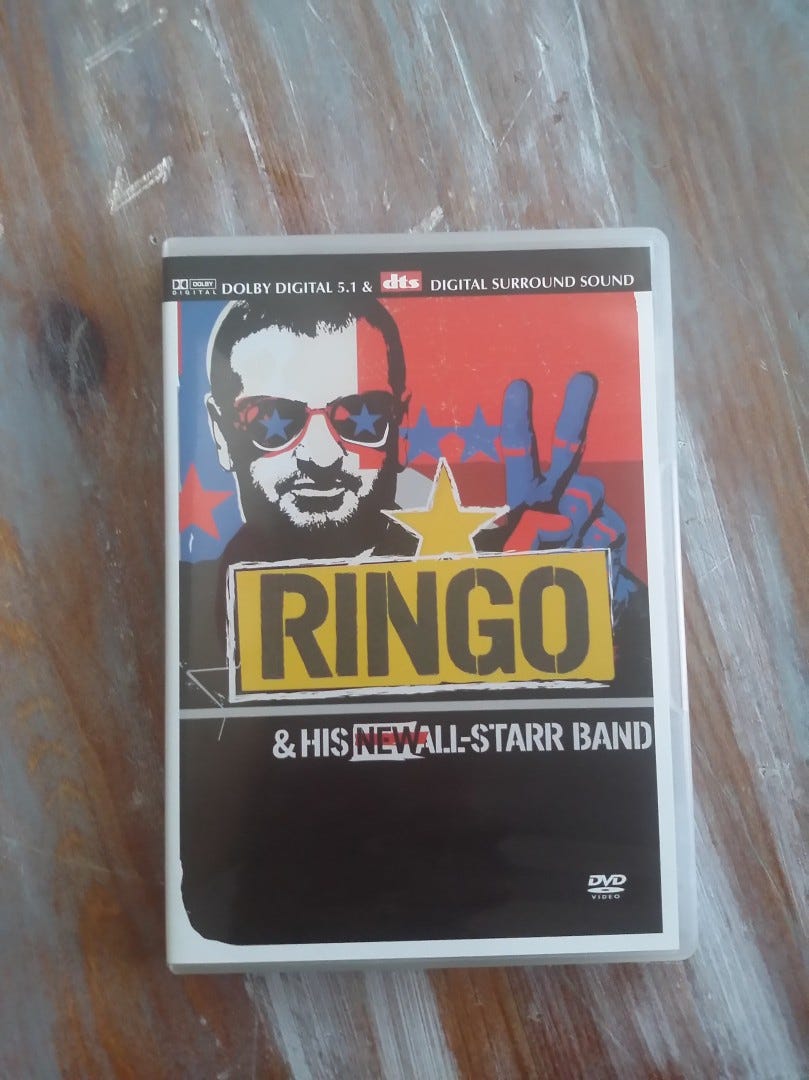 DOLBY DIGITAL DOLBY DIGITAL 5.1 & dts DIGITAL SURROUND SOUND
RINGO
& HIS NEW ALL-STARR BAND
DVD
VIDEO